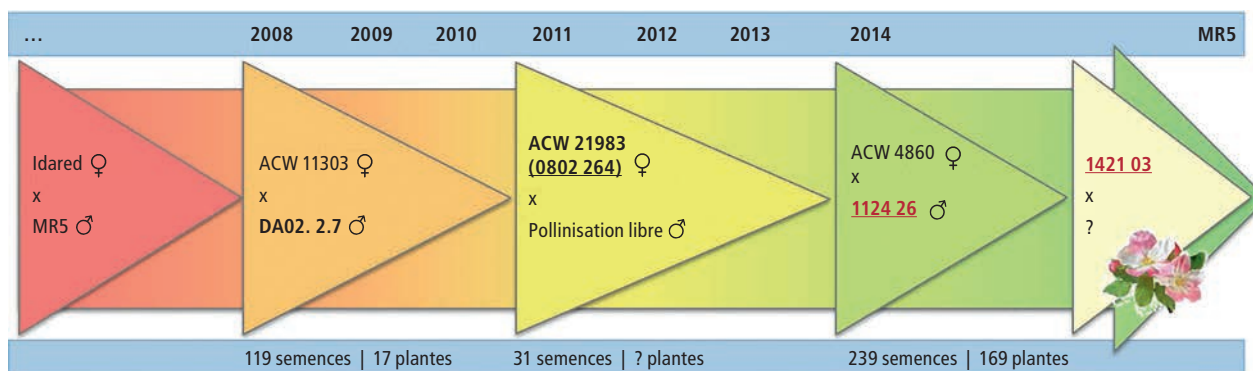 ... 2008 2009 2010 2011 2012 2013 2014 MR5
Idared ♀
x
MR5 ♂
ACW 11303 ♀
x
DA02. 2.7 ♂
ACW 21983
(0802 264) ♀
x
Pollinisation libre ♂
ACW 4860 ♀
x
1124 26 ♂
1421 03
x
?
119 semences | 17 plantes
31 semences | ? plantes
239 semences | 169 plantes